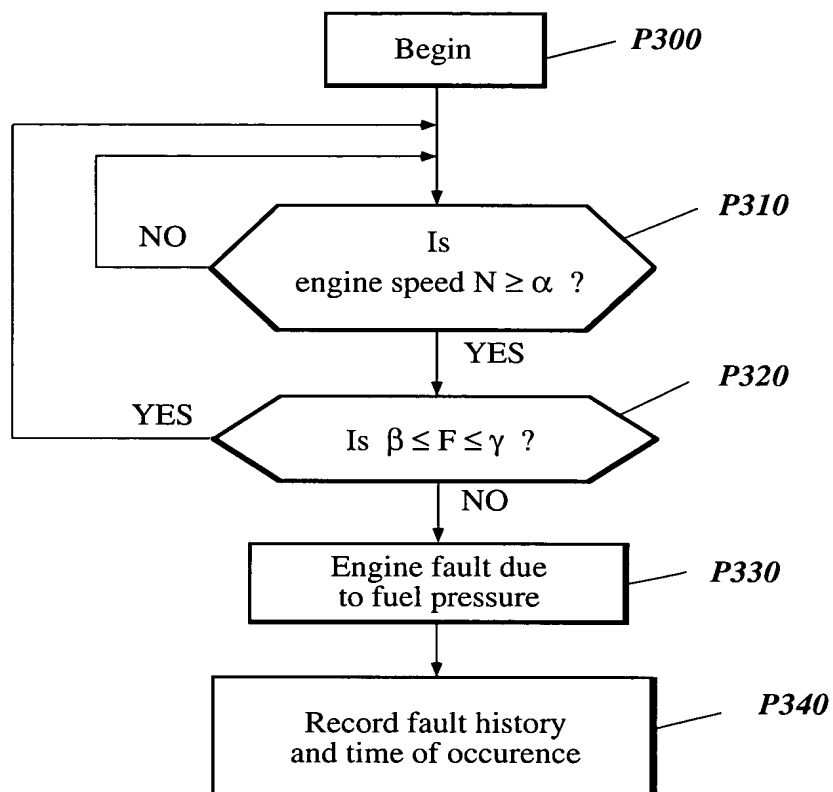 Begin
P300
P310
NO
Is
engine speed N ≥ α ?
YES
P320
YES
Is β ≤ F ≤ γ ?
NO
Engine fault due
to fuel pressure
P330
P340
Record fault history
and time of occurence